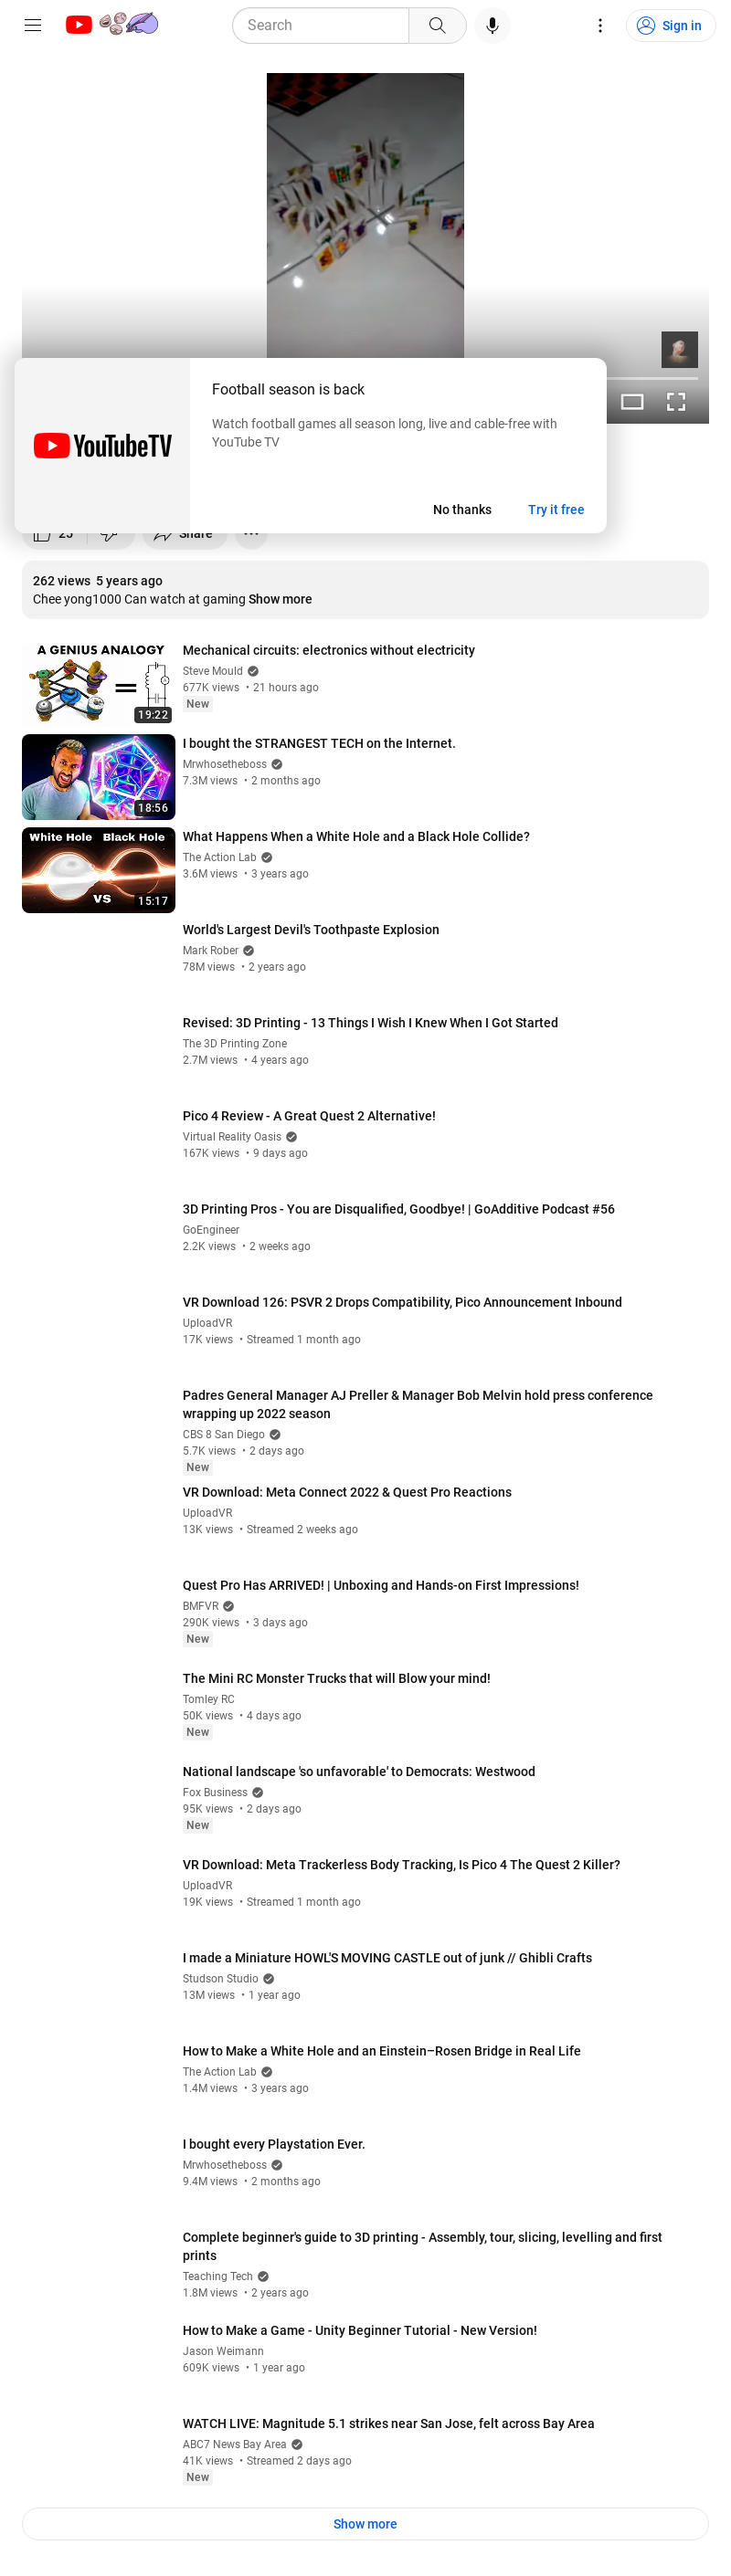 Search
Sign in
YouTubeTV
Football season is back
Watch football games all season long, live and cable-free with
YouTube TV
No thanks
Try it free
25
Share
262 views 5 years ago
Chee yong1000 Can watch at gaming Show more
A GENIUS ANALOGY
19:22
Mechanical circuits: electronics without electricity
Steve Mould
677K views • 21 hours ago
New
18:56
I bought the STRANGEST TECH on the Internet.
Mrwhosetheboss
7.3M views • 2 months ago
White Hole Black Hole
VS
15:17
What Happens When a White Hole and a Black Hole Collide?
The Action Lab
3.6M views • 3 years ago
World's Largest Devil's Toothpaste Explosion
Mark Rober
78M views • 2 years ago
Revised: 3D Printing - 13 Things I Wish I Knew When I Got Started
The 3D Printing Zone
2.7M views • 4 years ago
Pico 4 Review - A Great Quest 2 Alternative!
Virtual Reality Oasis
167K views • 9 days ago
3D Printing Pros - You are Disqualified, Goodbye! | GoAdditive Podcast #56
GoEngineer
2.2K views • 2 weeks ago
VR Download 126: PSVR 2 Drops Compatibility, Pico Announcement Inbound
UploadVR
17K views • Streamed 1 month ago
Padres General Manager AJ Preller & Manager Bob Melvin hold press conference
wrapping up 2022 season
CBS 8 San Diego
5.7K views • 2 days ago
New
VR Download: Meta Connect 2022 & Quest Pro Reactions
UploadVR
13K views • Streamed 2 weeks ago
Quest Pro Has ARRIVED! | Unboxing and Hands-on First Impressions!
BMFVR
290K views • 3 days ago
New
The Mini RC Monster Trucks that will Blow your mind!
Tomley RC
50K views • 4 days ago
New
National landscape 'so unfavorable' to Democrats: Westwood
Fox Business
95K views • 2 days ago
New
VR Download: Meta Trackerless Body Tracking, Is Pico 4 The Quest 2 Killer?
UploadVR
19K views • Streamed 1 month ago
I made a Miniature HOWL'S MOVING CASTLE out of junk // Ghibli Crafts
Studson Studio
13M views • 1 year ago
How to Make a White Hole and an Einstein–Rosen Bridge in Real Life
The Action Lab
1.4M views • 3 years ago
I bought every Playstation Ever.
Mrwhosetheboss
9.4M views • 2 months ago
Complete beginner's guide to 3D printing - Assembly, tour, slicing, levelling and first
prints
Teaching Tech
1.8M views • 2 years ago
How to Make a Game - Unity Beginner Tutorial - New Version!
Jason Weimann
609K views • 1 year ago
WATCH LIVE: Magnitude 5.1 strikes near San Jose, felt across Bay Area
ABC7 News Bay Area
41K views • Streamed 2 days ago
New
Show more